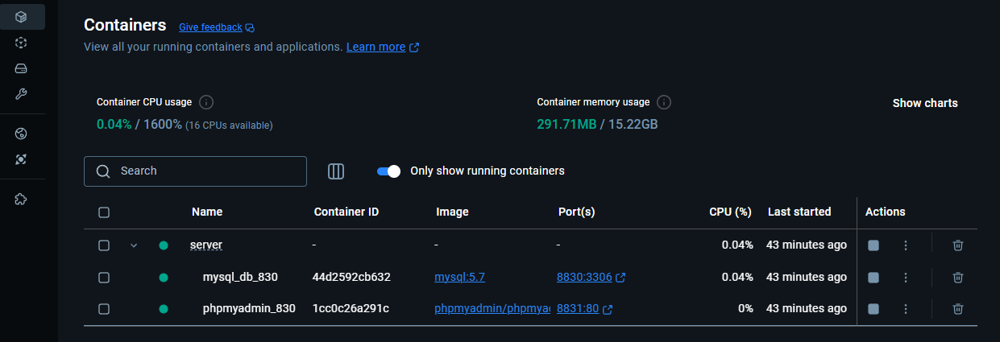 Containers Give feedback
View all your running containers and applications. Learn more
Container CPU usage
0.04% / 1600% (16 CPUs available)
Container memory usage
291.71MB / 15.22GB
Show charts
Search
Only show running containers
Name Container ID Image Port(s) CPU (%) Last started Actions
server - - - 0.04% 43 minutes ago
mysql_db_830 44d2592cb632 mysql:5.7 8830:3306 0.04% 43 minutes ago
phpmyadmin_830 1cc0c26a291c phpmyadmin/phpmya 8831:80 0% 43 minutes ago